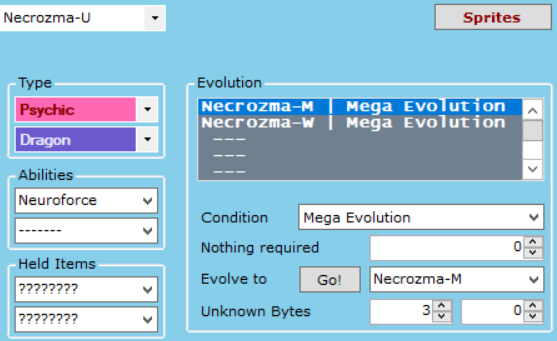 Necrozma-U
Sprites
Type
Psychic
Dragon
Abilities
Neuroforce
-------
Held Items
????????
????????
Evolution
Necrozma-M | Mega Evolution
Necrozma-W | Mega Evolution
---
---
---
Condition Mega Evolution
Nothing required 0
Evolve to Go! Necrozma-M
Unknown Bytes 3 0